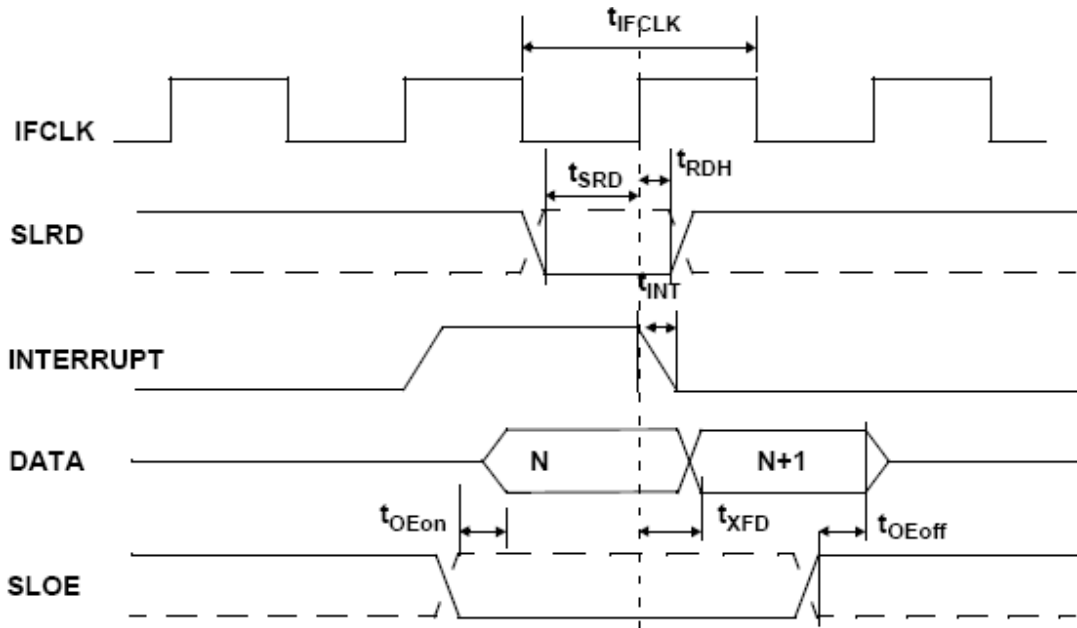 tIFCLK
IFCLK
tSRD
tRDH
SLRD
tINT
INTERRUPT
DATA
N
N+1
tOEon
tXFD
tOEoff
SLOE